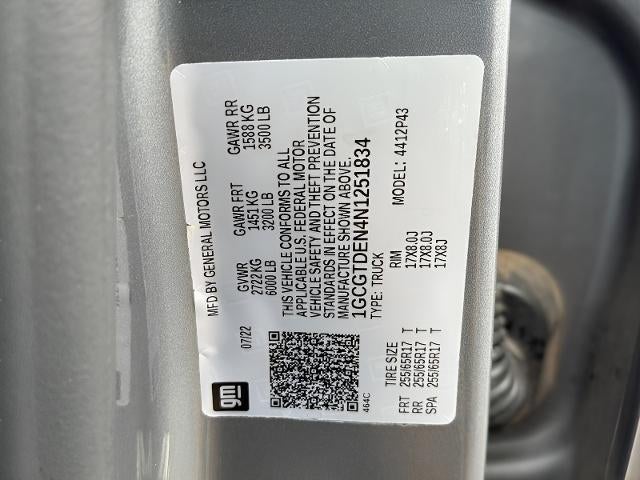 MFD BY GENERAL MOTORS LLC
gm
07/22
GVWR GAWR FRT GAWR RR
2722 KG 1451 KG 1588 KG
6000 LB 3200 LB 3500 LB
THIS VEHICLE CONFORMS TO ALL
APPLICABLE U.S. FEDERAL MOTOR
VEHICLE SAFETY AND THEFT PREVENTION
STANDARDS IN EFFECT ON THE DATE OF
MANUFACTURE SHOWN ABOVE.
1GCGTDEN4N1251834
TYPE: TRUCK MODEL: 4412P43
464C
TIRE SIZE RIM
FRT 255/65R17 T 17X8.0J
RR 255/65R17 T 17X8.0J
SPA 255/65R17 T 17X8J